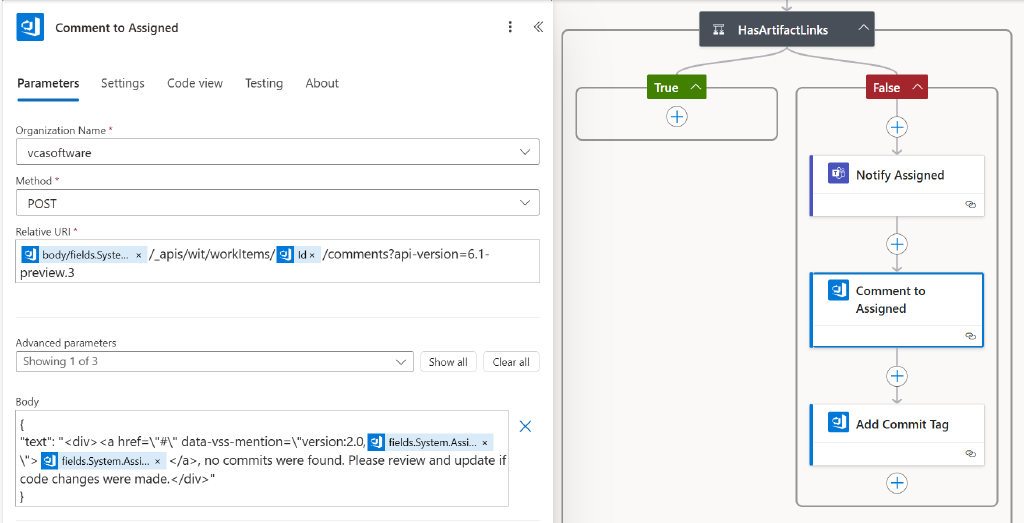 Comment to Assigned
Parameters Settings Code view Testing About
Organization Name *
vcasoftware
Method *
POST
Relative URI *
body/fields.Syste... × /_apis/wit/workItems/ Id × /comments?api-version=6.1-
preview.3
Advanced parameters
Showing 1 of 3
Show all
Clear all
Body
{
"text": "<div><a href=\"#\" data-vss-mention=\"version:2.0, fields.System.Assi... ×
\"> fields.System.Assi... × </a>, no commits were found. Please review and update if
code changes were made.</div>"
}
HasArtifactLinks
True
False
Notify Assigned
Comment to
Assigned
Add Commit Tag